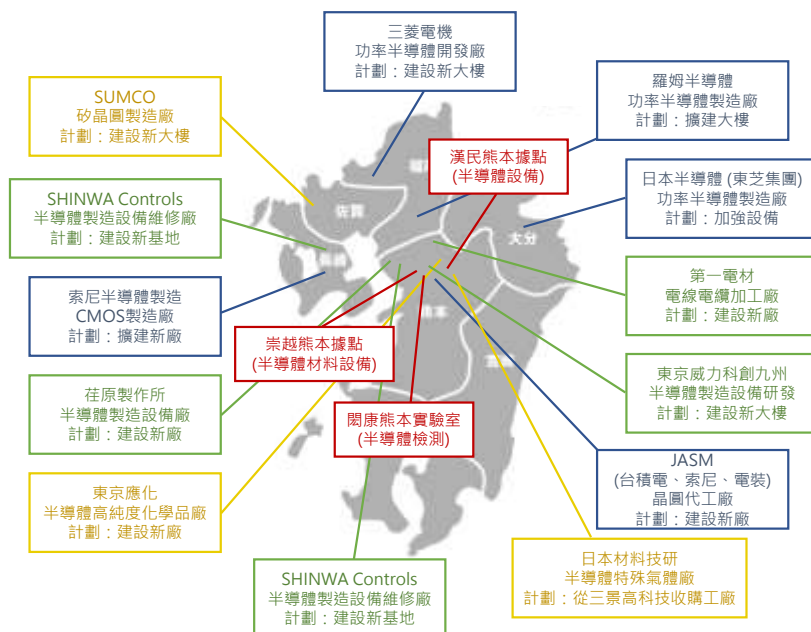 三菱電機
功率半導體開發廠
計劃：建設新大樓
SUMCO
矽晶圓製造廠
計劃：建設新大樓
羅姆半導體
功率半導體製造廠
計劃：擴建大樓
漢民熊本據點
(半導體設備)
SHINWA Controls
半導體製造設備維修廠
計劃：建設新基地
日本半導體 (東芝集團)
功率半導體製造廠
計劃：加強設備
佐賀
大分
索尼半導體製造
CMOS製造廠
計劃：擴建新廠
第一電材
電線電纜加工廠
計劃：建設新廠
崇越熊本據點
(半導體材料設備)
荏原製作所
半導體製造設備廠
計劃：建設新廠
閎康熊本實驗室
(半導體檢測)
東京威力科創九州
半導體製造設備研發
計劃：建設新大樓
東京應化
半導體高純度化學品廠
計劃：建設新廠
JASM
(台積電、索尼、電裝)
晶圓代工廠
計劃：建設新廠
SHINWA Controls
半導體製造設備維修廠
計劃：建設新基地
日本材料技研
半導體特殊氣體廠
計劃：從三景高科技收購工廠